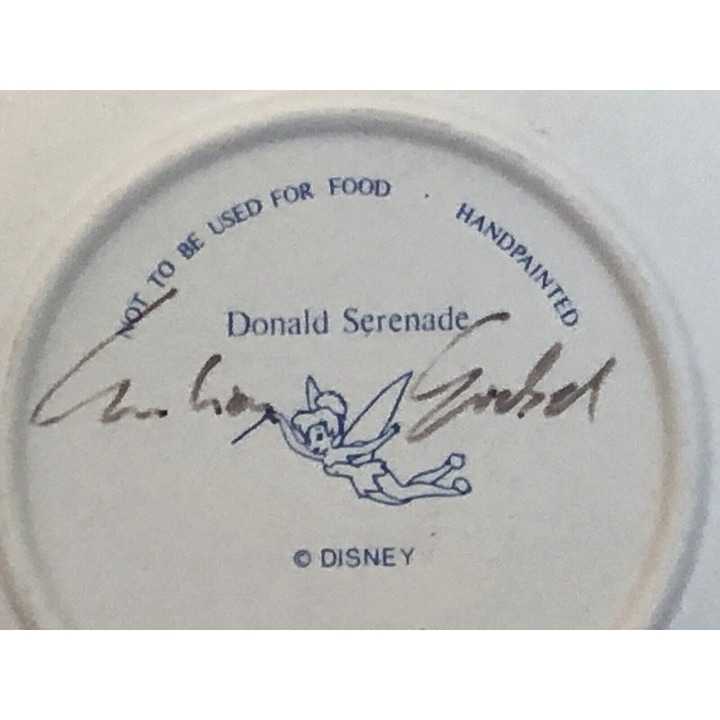 NOT TO BE USED FOR FOOD · HANDPAINTED
Donald Serenade
© DISNEY